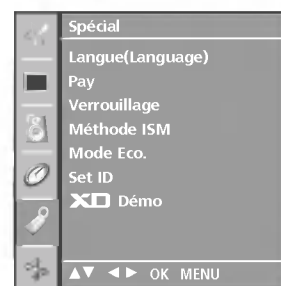 Spécial
Langue(Language)
Pay
Verrouillage
Méthode ISM
Mode Eco.
Set ID
XD Démo
▲▼ ◄► OK MENU